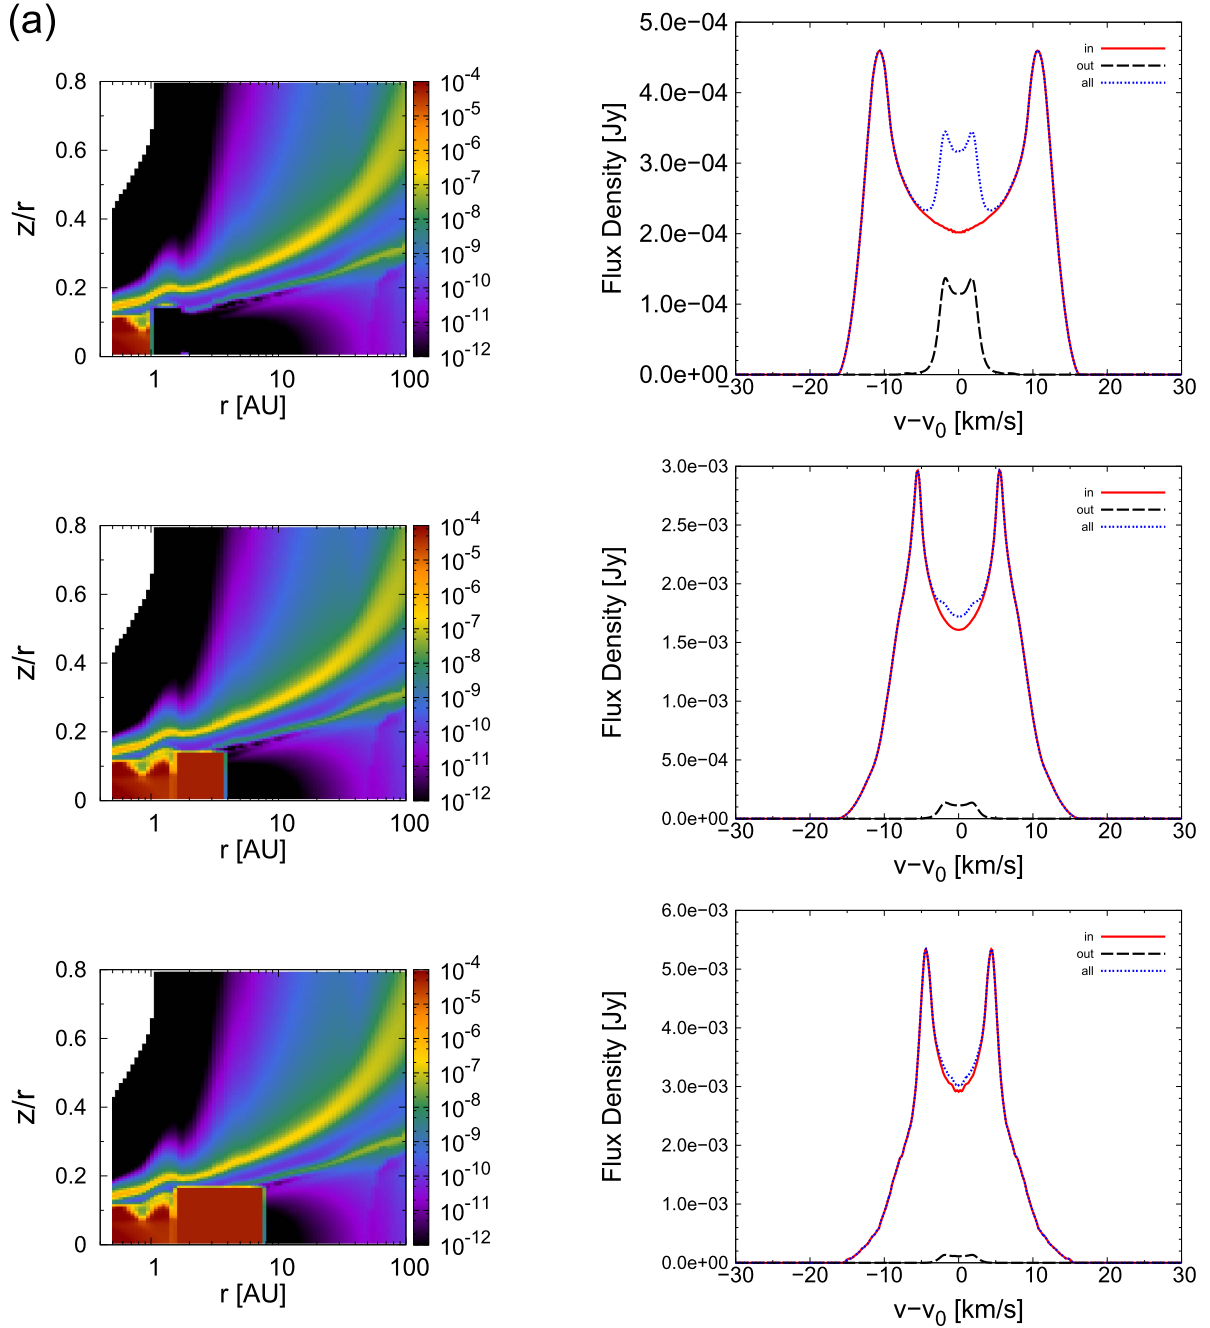 (a)
0.8
0.6
0.4
0.2
0
z/r
1 10 100
r [AU]
10-4
10-5
10-6
10-7
10-8
10-9
10-10
10-11
10-12
5.0e−04
4.0e−04
3.0e−04
2.0e−04
1.0e−04
0.0e+00
Flux Density [Jy]
−30 −20 −10 0 10 20 30
v−v0 [km/s]
in
out
all
0.8
0.6
0.4
0.2
0
z/r
1 10 100
r [AU]
10-4
10-5
10-6
10-7
10-8
10-9
10-10
10-11
10-12
3.0e−03
2.5e−03
2.0e−03
1.5e−03
1.0e−03
5.0e−04
0.0e+00
Flux Density [Jy]
−30 −20 −10 0 10 20 30
v−v0 [km/s]
in
out
all
0.8
0.6
0.4
0.2
0
z/r
1 10 100
r [AU]
10-4
10-5
10-6
10-7
10-8
10-9
10-10
10-11
10-12
6.0e−03
5.0e−03
4.0e−03
3.0e−03
2.0e−03
1.0e−03
0.0e+00
Flux Density [Jy]
−30 −20 −10 0 10 20 30
v−v0 [km/s]
in
out
all